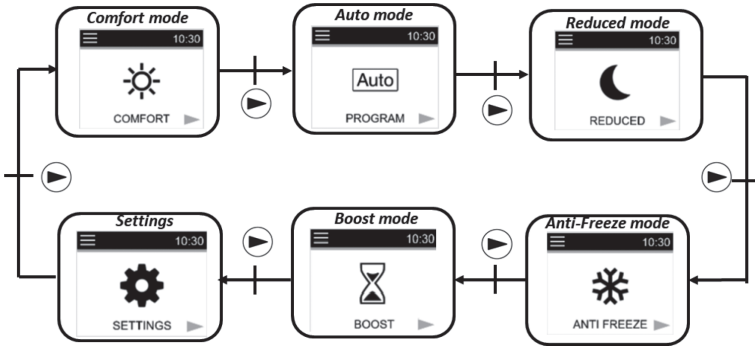 Comfort mode
10:30
COMFORT
Auto mode
10:30
Auto
PROGRAM
Reduced mode
10:30
REDUCED
Settings
10:30
SETTINGS
Boost mode
10:30
BOOST
Anti-Freeze mode
10:30
ANTI FREEZE